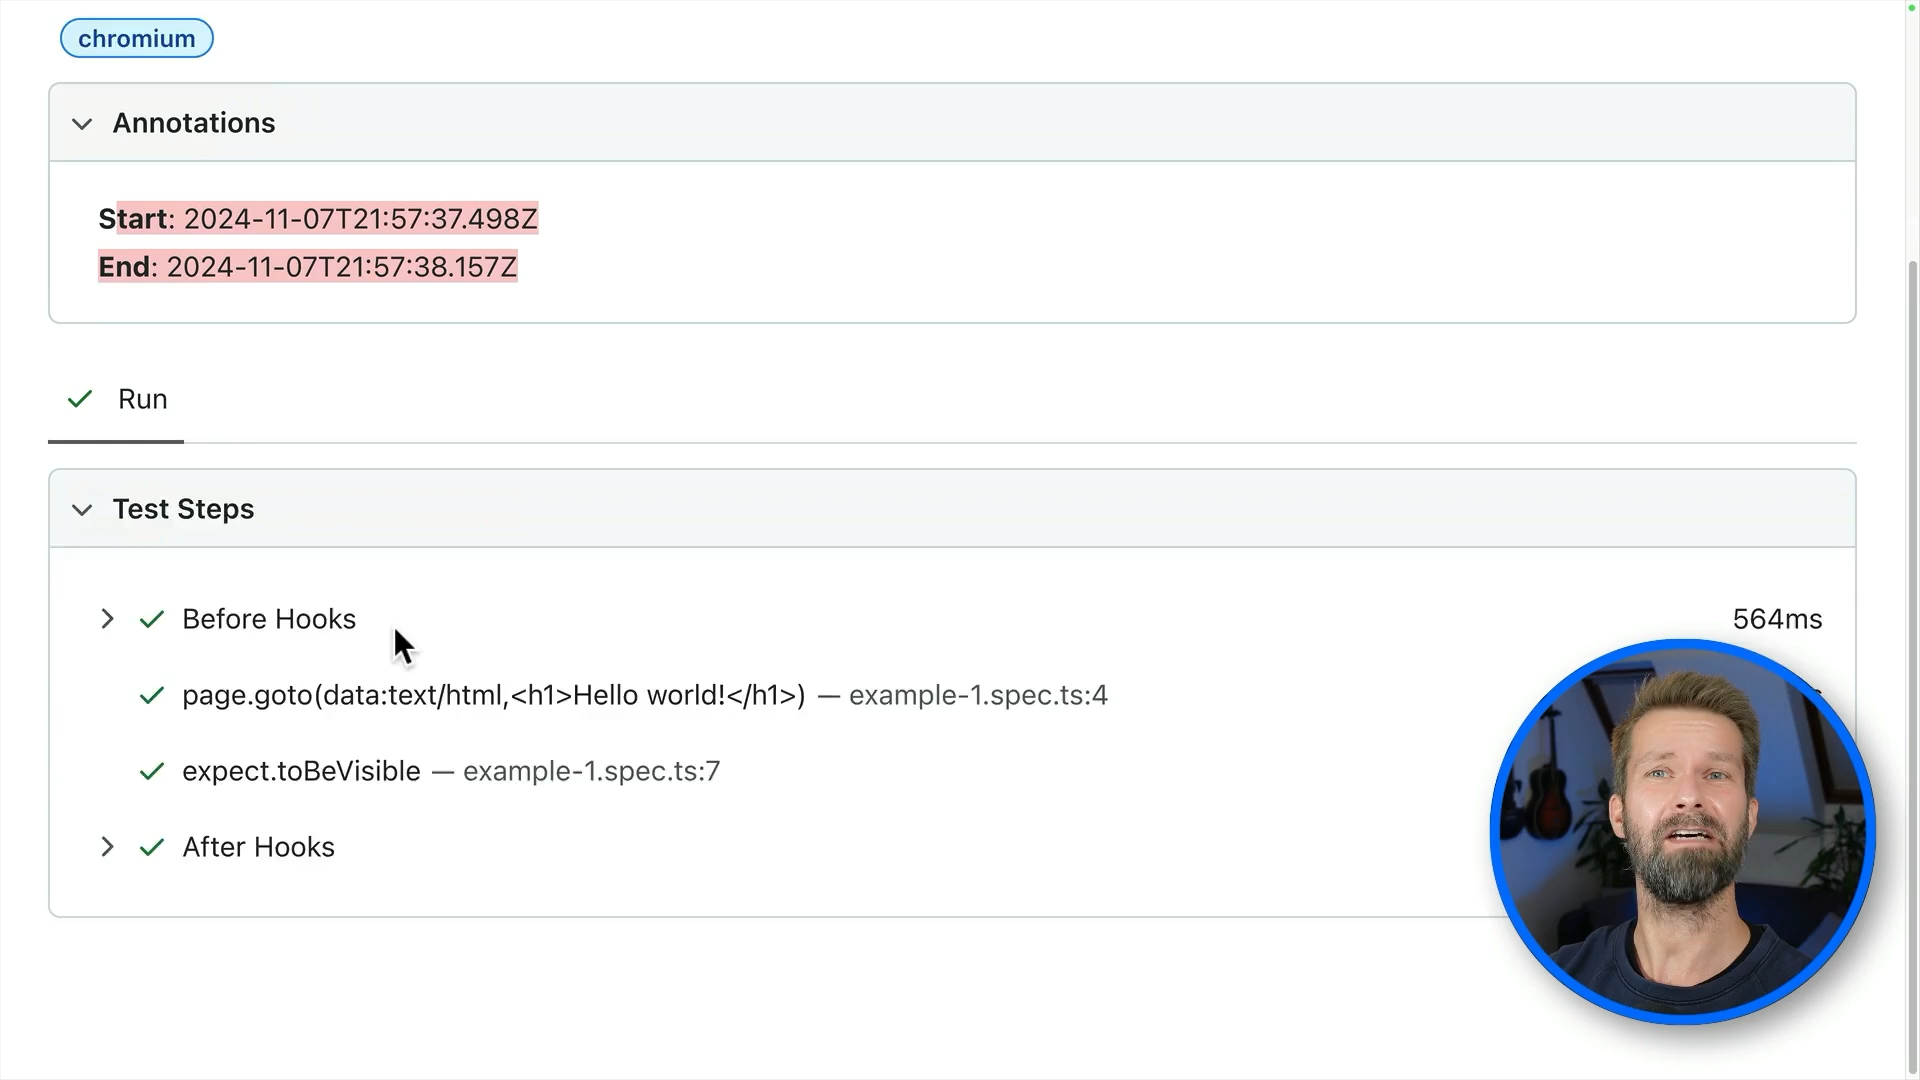 chromium
Annotations
Start: 2024-11-07T21:57:37.498Z
End: 2024-11-07T21:57:38.157Z
Run
Test Steps
Before Hooks 564ms
page.goto(data:text/html,<h1>Hello world!</h1>) — example-1.spec.ts:4
expect.toBeVisible — example-1.spec.ts:7
After Hooks